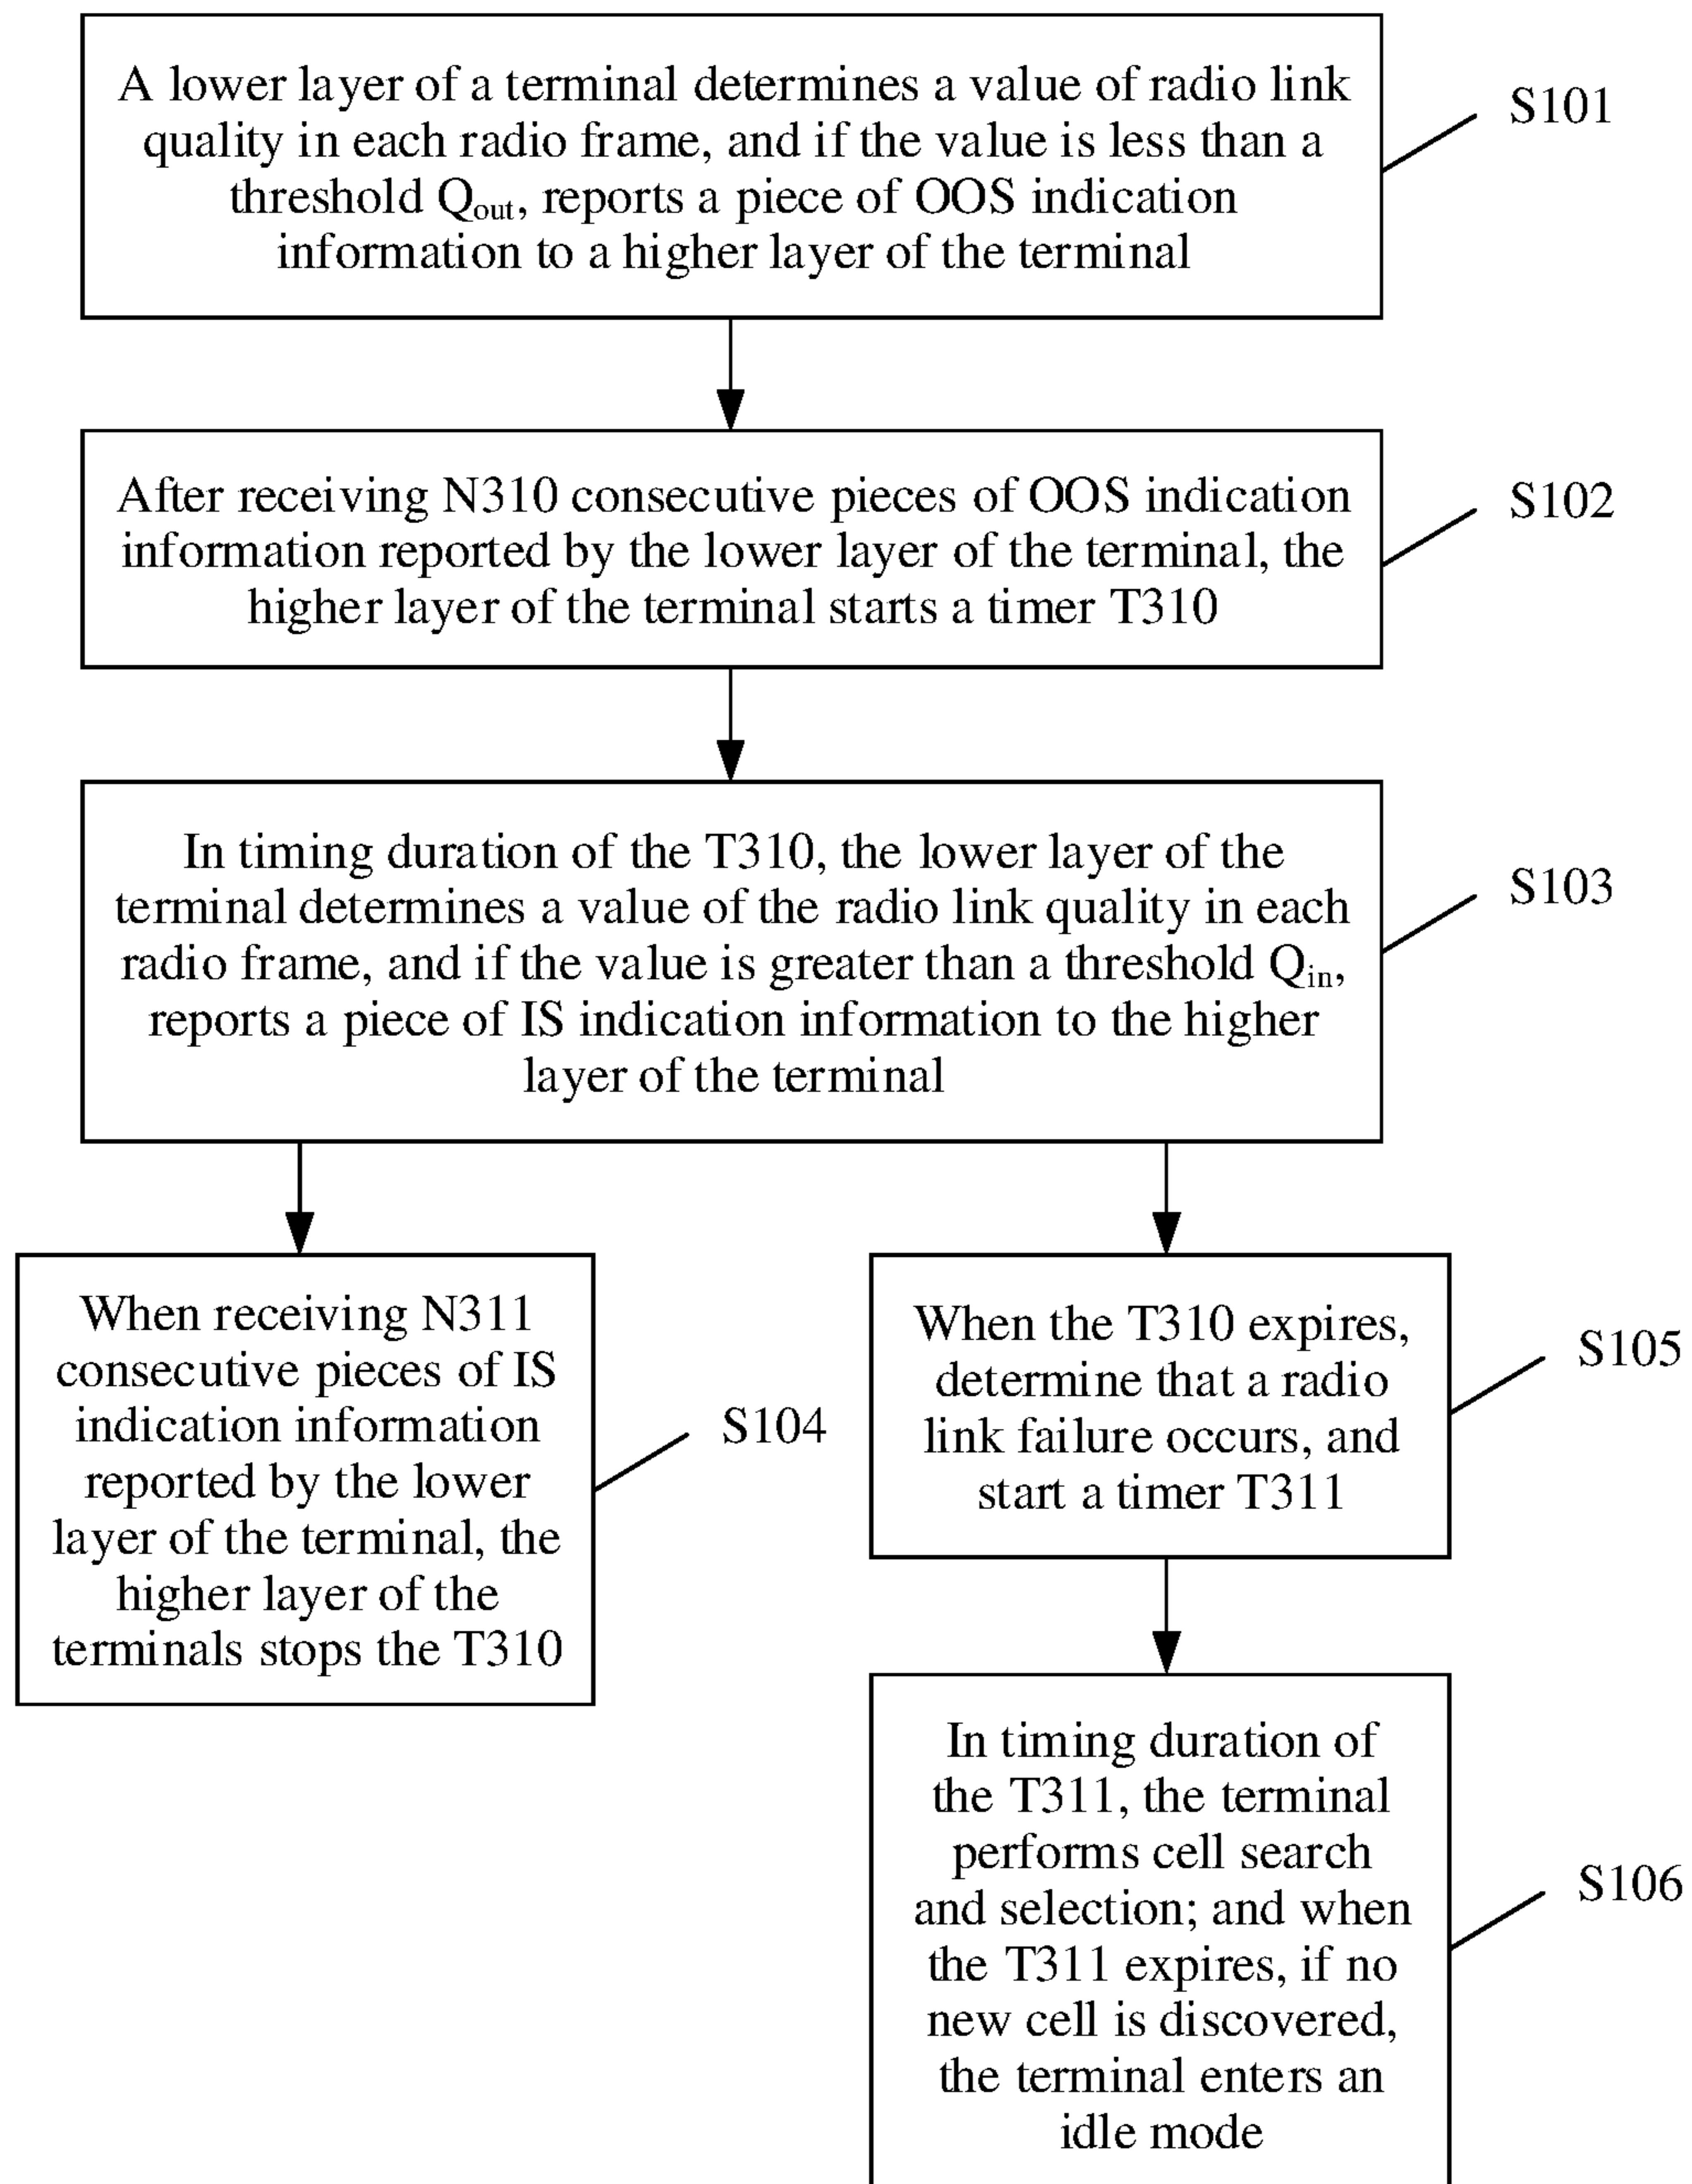 A lower layer of a terminal determines a value of radio link
quality in each radio frame, and if the value is less than a
threshold Qout, reports a piece of OOS indication
information to a higher layer of the terminal
S101
After receiving N310 consecutive pieces of OOS indication
information reported by the lower layer of the terminal, the
higher layer of the terminal starts a timer T310
S102
In timing duration of the T310, the lower layer of the
terminal determines a value of the radio link quality in each
radio frame, and if the value is greater than a threshold Qin,
reports a piece of IS indication information to the higher
layer of the terminal
S103
When receiving N311
consecutive pieces of IS
indication information
reported by the lower
layer of the terminal, the
higher layer of the
terminals stops the T310
S104
When the T310 expires,
determine that a radio
link failure occurs, and
start a timer T311
S105
In timing duration of
the T311, the terminal
performs cell search
and selection; and when
the T311 expires, if no
new cell is discovered,
the terminal enters an
idle mode
S106